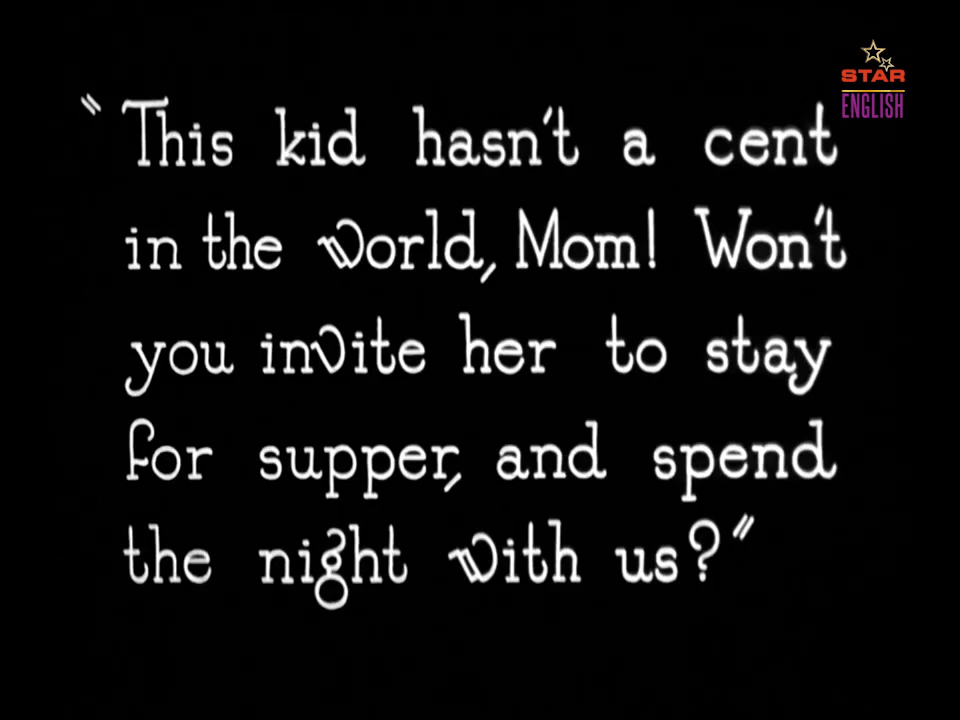 STAR
ENGLISH
"This kid hasn't a cent
in the world, Mom! Won't
you invite her to stay
for supper, and spend
the night with us?"